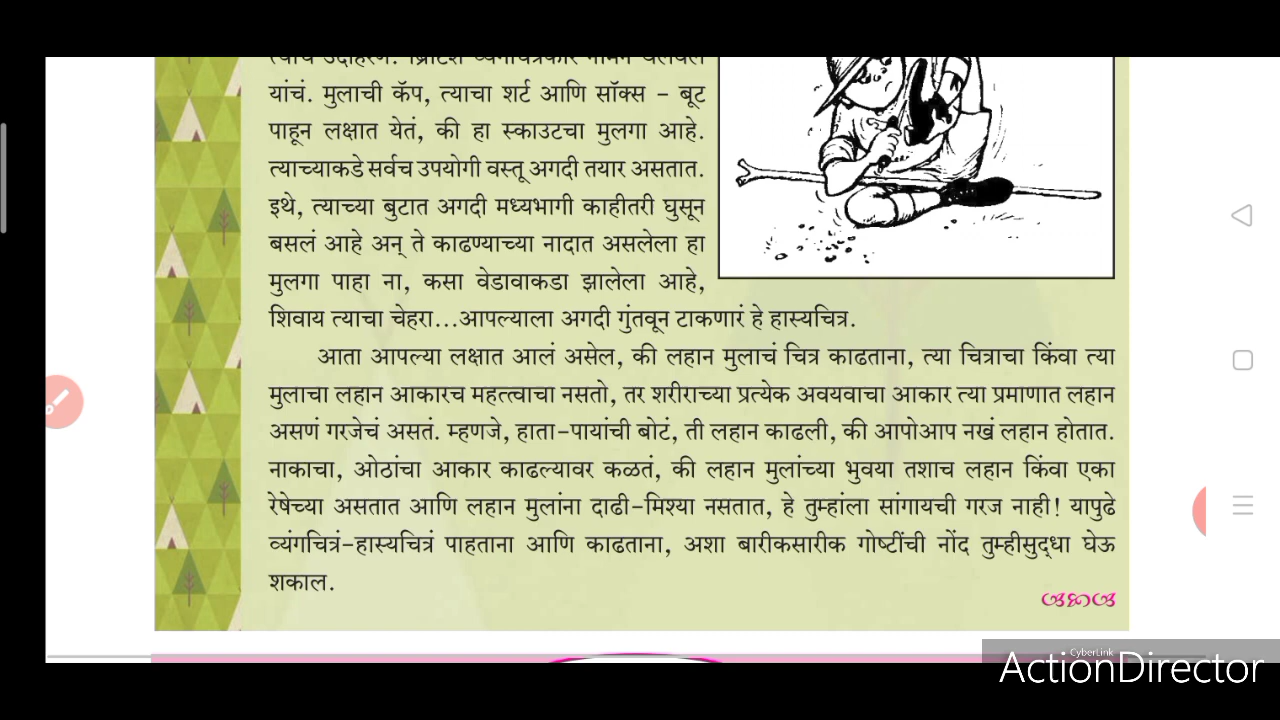 यांचं. मुलाची कॅप, त्याचा शर्ट आणि सॉक्स - बूट
पाहून लक्षात येतं, की हा स्काउटचा मुलगा आहे.
त्याच्याकडे सर्वच उपयोगी वस्तू अगदी तयार असतात.
इथे, त्याच्या बुटात अगदी मध्यभागी काहीतरी घुसून
बसलं आहे अन् ते काढण्याच्या नादात असलेला हा
मुलगा पाहा ना, कसा वेडावाकडा झालेला आहे,
शिवाय त्याचा चेहरा...आपल्याला अगदी गुंतवून टाकणारं हे हास्यचित्र.
आता आपल्या लक्षात आलं असेल, की लहान मुलाचं चित्र काढताना, त्या चित्राचा किंवा त्या
मुलाचा लहान आकारच महत्त्वाचा नसतो, तर शरीराच्या प्रत्येक अवयवाचा आकार त्या प्रमाणात लहान
असणं गरजेचं असतं. म्हणजे, हाता-पायांची बोटं, ती लहान काढली, की आपोआप नखं लहान होतात.
नाकाचा, ओठांचा आकार काढल्यावर कळतं, की लहान मुलांच्या भुवया तशाच लहान किंवा एका
रेषेच्या असतात आणि लहान मुलांना दाढी-मिश्या नसतात, हे तुम्हांला सांगायची गरज नाही! यापुढे
व्यंगचित्रं-हास्यचित्रं पाहताना आणि काढताना, अशा बारीकसारीक गोष्टींची नोंद तुम्हीसुद्धा घेऊ
शकाल.
CyberLink
ActionDirector